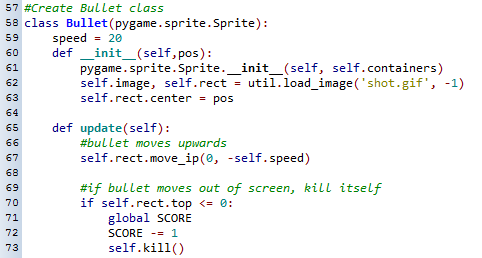 57 #Create Bullet class
58 class Bullet(pygame.sprite.Sprite):
59     speed = 20
60     def __init__(self,pos):
61         pygame.sprite.Sprite.__init__(self, self.containers)
62         self.image, self.rect = util.load_image('shot.gif', -1)
63         self.rect.center = pos
64
65     def update(self):
66         #bullet moves upwards
67         self.rect.move_ip(0, -self.speed)
68
69         #if bullet moves out of screen, kill itself
70         if self.rect.top <= 0:
71             global SCORE
72             SCORE -= 1
73             self.kill()